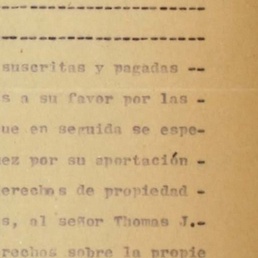 suscritas y pagadas --
s a su favor por las -
ue en seguida se espe-
ez por su aportación -
derechos de propiedad -
s, al señor Thomas J.-
rechos sobre la propie